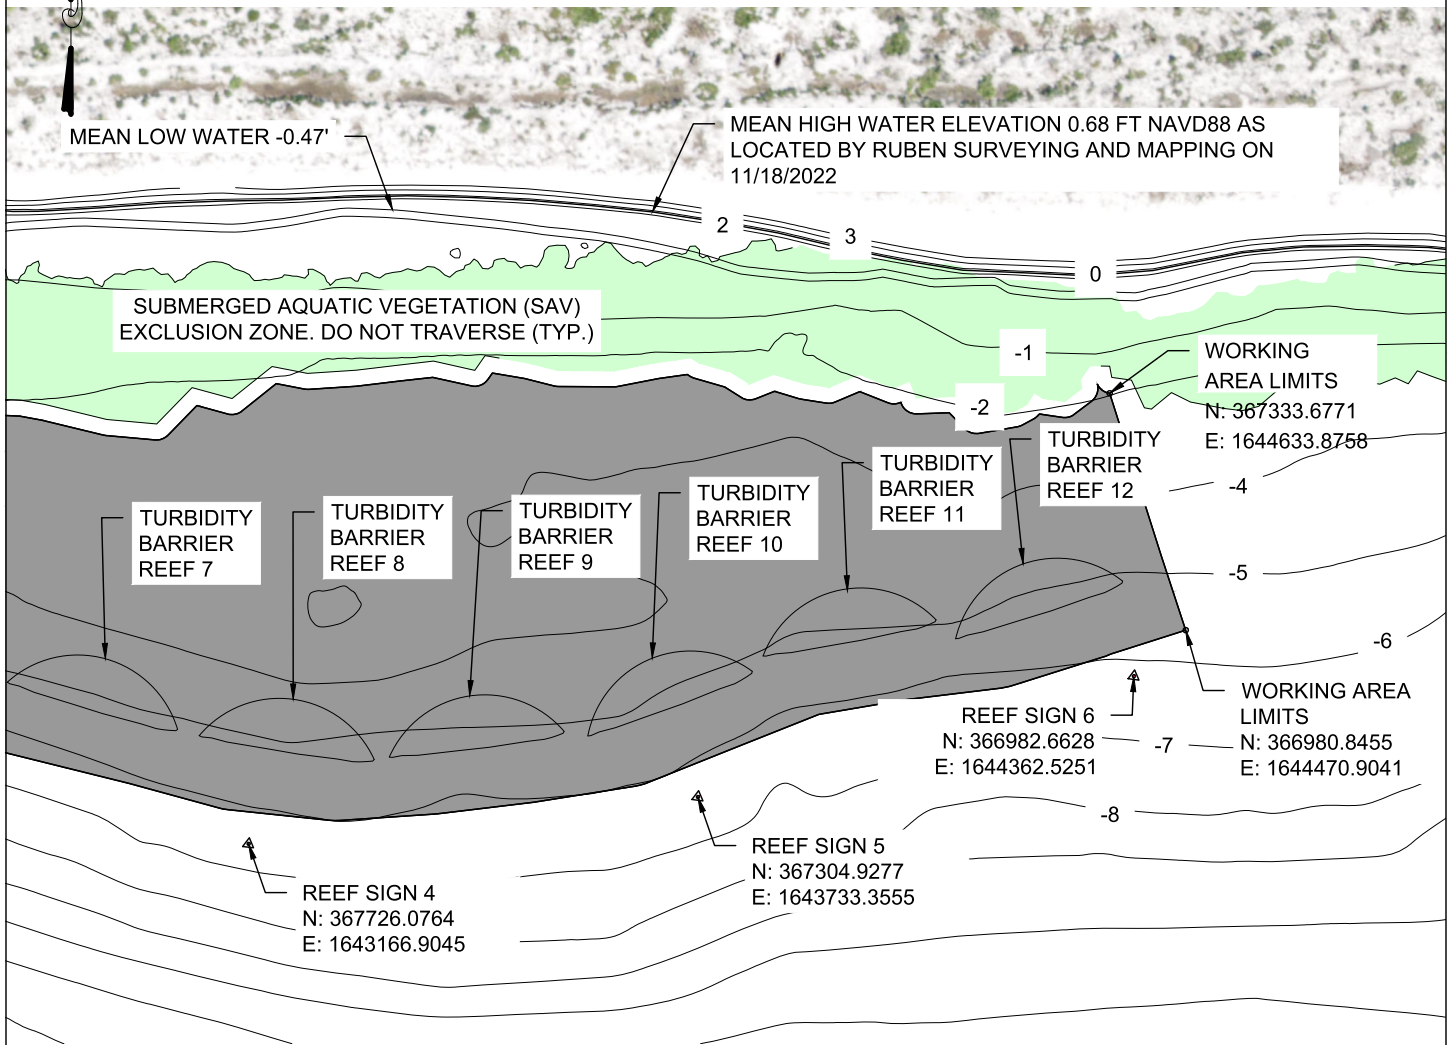 MEAN LOW WATER -0.47'
MEAN HIGH WATER ELEVATION 0.68 FT NAVD88 AS
LOCATED BY RUBEN SURVEYING AND MAPPING ON
11/18/2022
2
3
0
SUBMERGED AQUATIC VEGETATION (SAV)
EXCLUSION ZONE. DO NOT TRAVERSE (TYP.)
-1
-2
WORKING
AREA LIMITS
N: 367333.6771
E: 1644633.8758
TURBIDITY
BARRIER
REEF 7
TURBIDITY
BARRIER
REEF 8
TURBIDITY
BARRIER
REEF 9
TURBIDITY
BARRIER
REEF 10
TURBIDITY
BARRIER
REEF 11
TURBIDITY
BARRIER
REEF 12
-4
-5
-6
WORKING AREA
LIMITS
N: 366980.8455
E: 1644470.9041
REEF SIGN 6
N: 366982.6628
E: 1644362.5251
-7
-8
REEF SIGN 5
N: 367304.9277
E: 1643733.3555
REEF SIGN 4
N: 367726.0764
E: 1643166.9045